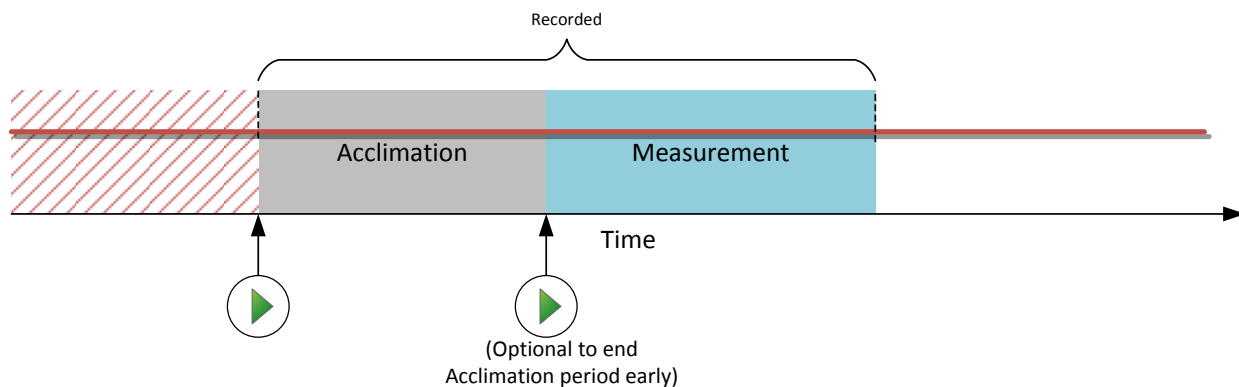 Recorded
Acclimation
Measurement
Time
(Optional to end
Acclimation period early)